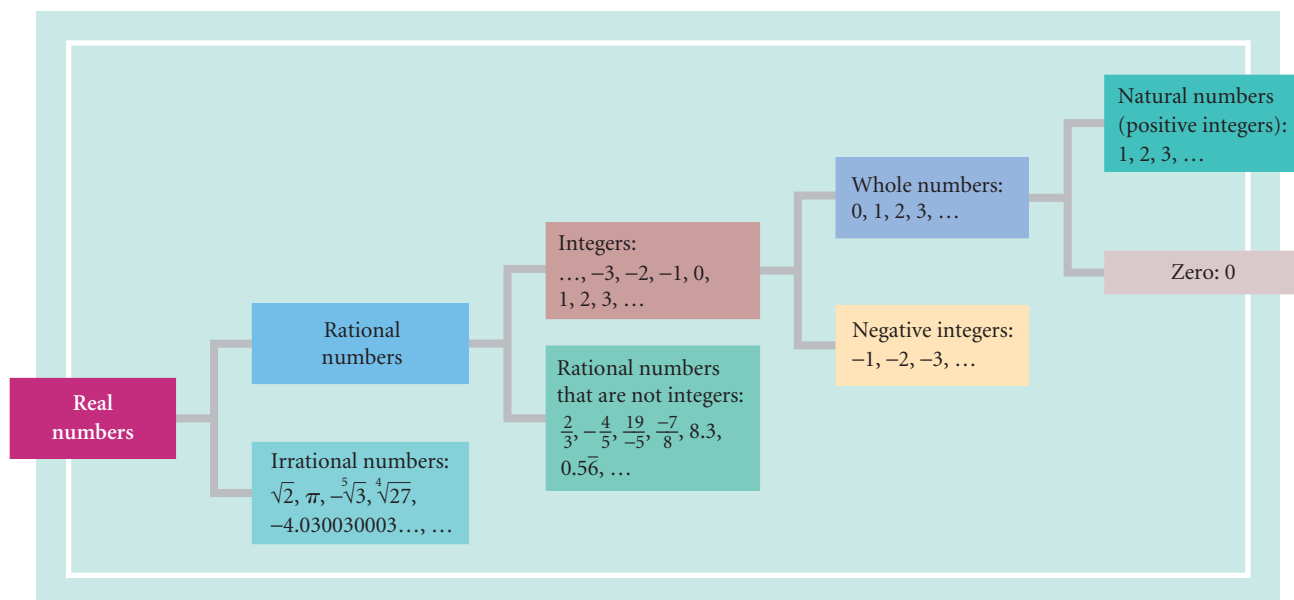 Real
numbers
Rational
numbers
Irrational numbers:
√2, π, −⁵√3, ⁴√27,
−4.030030003…, …
Integers:
…, −3, −2, −1, 0,
1, 2, 3, …
Rational numbers
that are not integers:
2/3, −4/5, 19/−5, −7/8, 8.3,
0.56̅, …
Whole numbers:
0, 1, 2, 3, …
Negative integers:
−1, −2, −3, …
Natural numbers
(positive integers):
1, 2, 3, …
Zero: 0